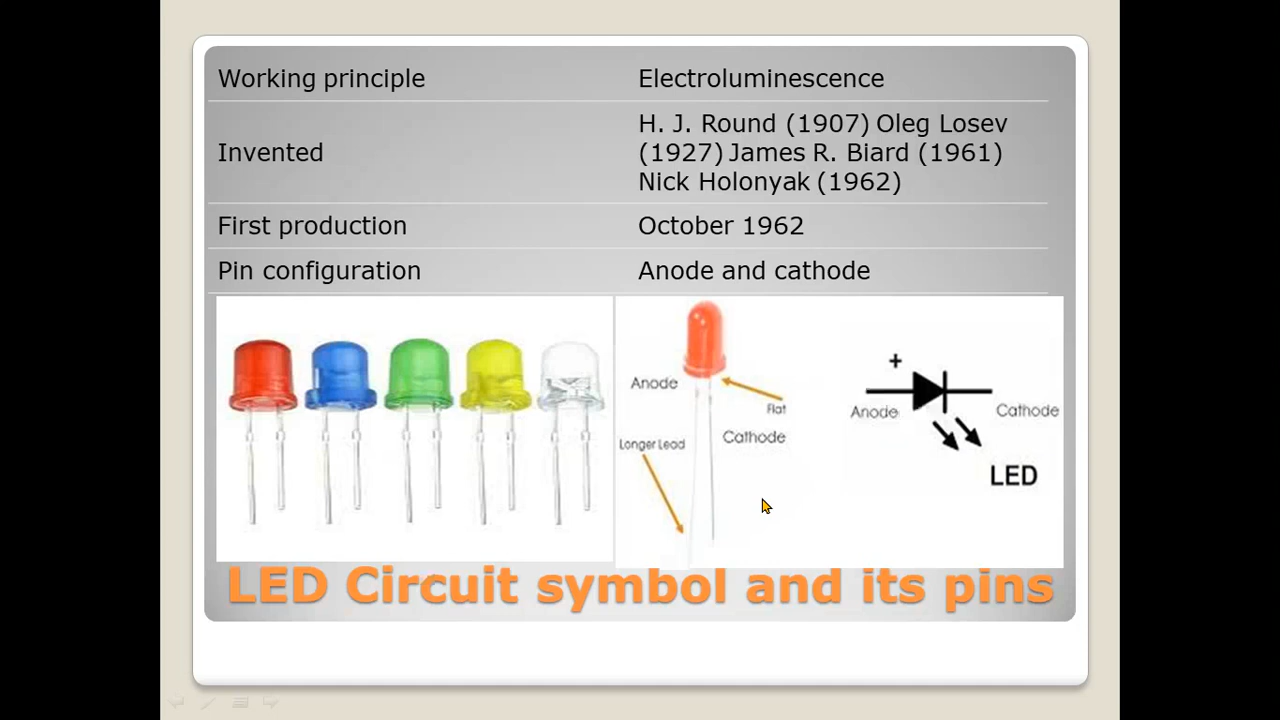 Working principle
Electroluminescence
Invented
H. J. Round (1907) Oleg Losev
(1927) James R. Biard (1961)
Nick Holonyak (1962)
First production
October 1962
Pin configuration
Anode and cathode
Anode
Flat
Cathode
Longer Lead
+
Anode
Cathode
LED
LED Circuit symbol and its pins